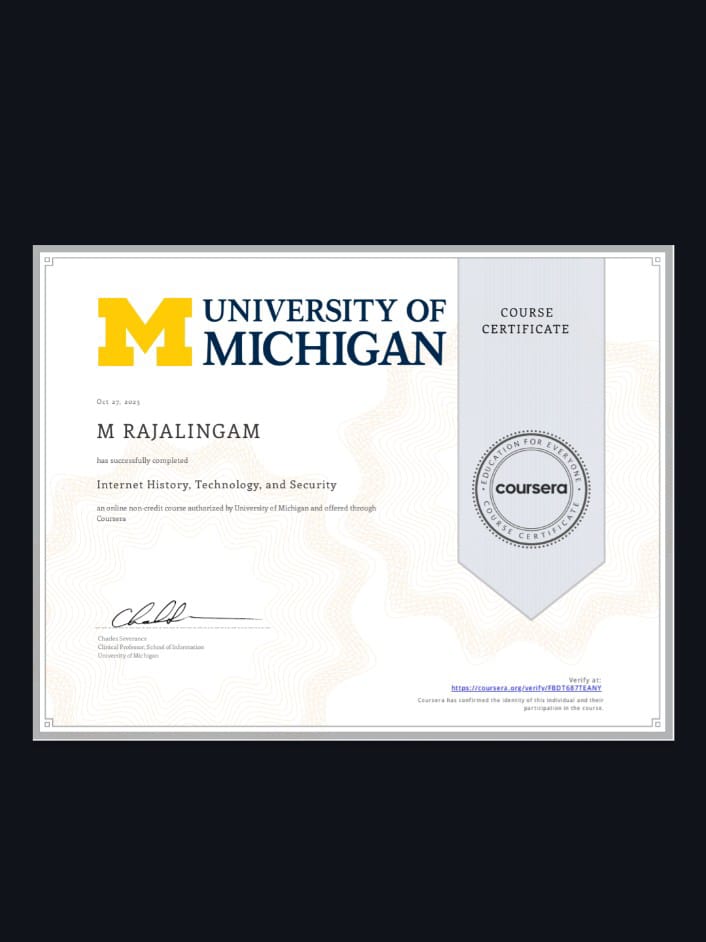 UNIVERSITY OF
MICHIGAN
COURSE
CERTIFICATE
Oct 27, 2025
M RAJALINGAM
has successfully completed
Internet History, Technology, and Security
an online non-credit course authorized by University of Michigan and offered through
Coursera
EDUCATION FOR EVERYONE
coursera
COURSE CERTIFICATE
Charles Severance
Clinical Professor, School of Information
University of Michigan
Verify at:
https://coursera.org/verify/FBDT687TEANY
Coursera has confirmed the identity of this individual and their
participation in the course.